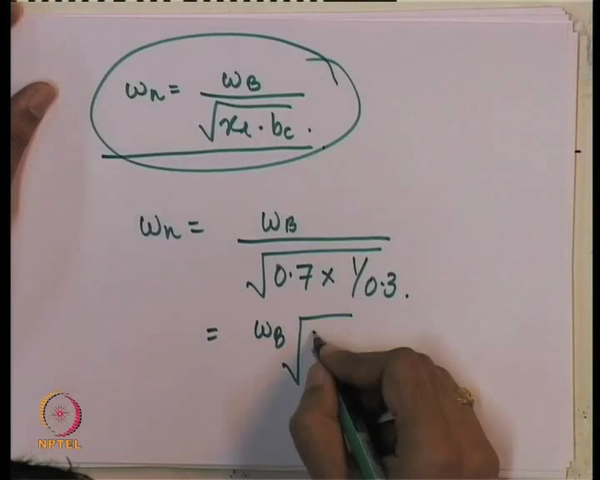 ωn = ωB / √(xL · bc) .
ωn = ωB / √(0.7 × 1/0.3) .
= ωB √
NPTEL